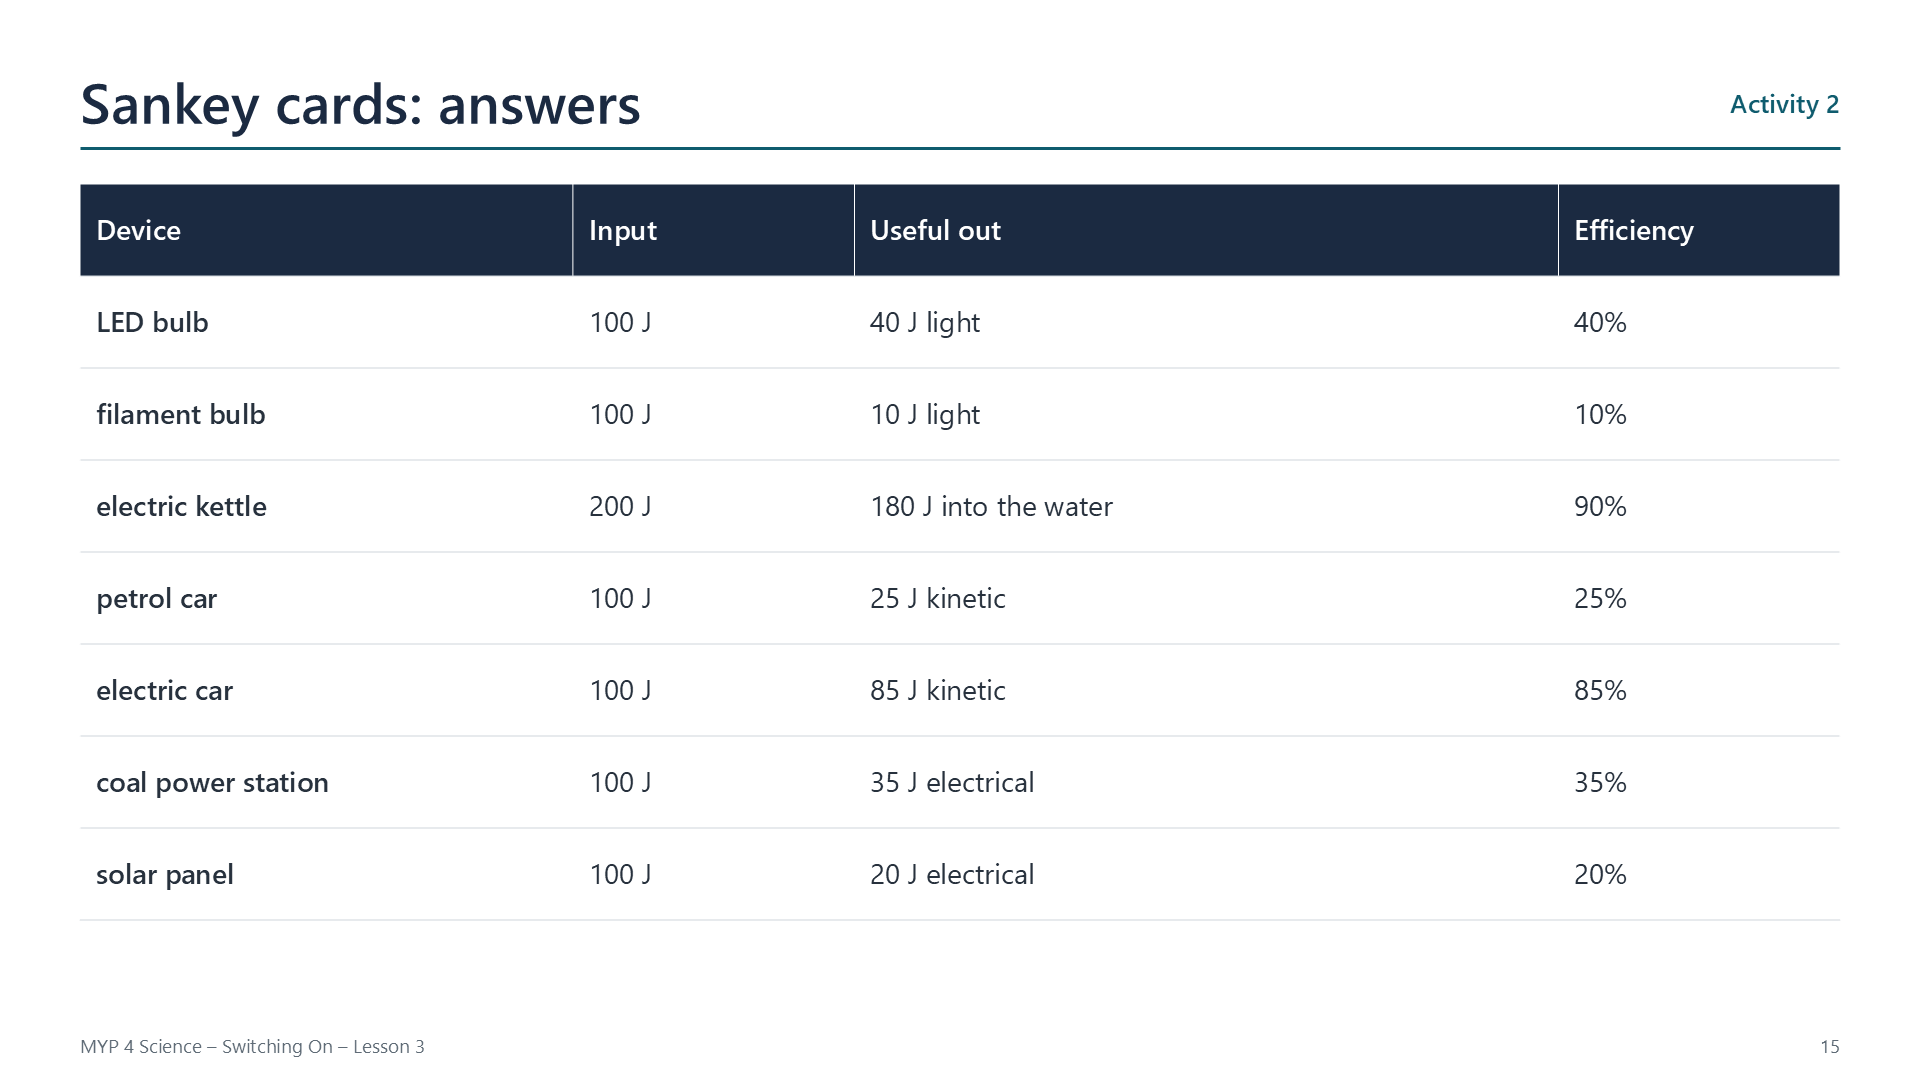 Sankey cards: answers
Activity 2
Device Input Useful out Efficiency
LED bulb 100 J 40 J light 40%
filament bulb 100 J 10 J light 10%
electric kettle 200 J 180 J into the water 90%
petrol car 100 J 25 J kinetic 25%
electric car 100 J 85 J kinetic 85%
coal power station 100 J 35 J electrical 35%
solar panel 100 J 20 J electrical 20%
MYP 4 Science – Switching On – Lesson 3
15